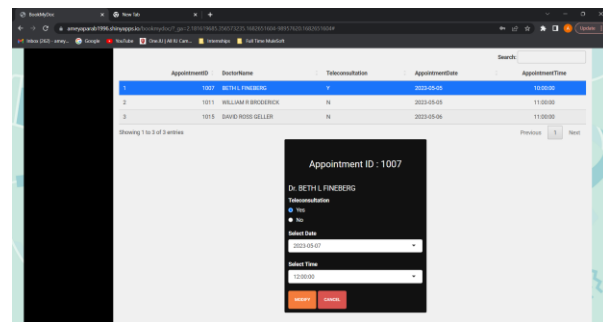 BookMyDoc
New Tab
Google
YouTube
Internships
Update
Search:
AppointmentID DoctorName Teleconsultation AppointmentDate AppointmentTime
1 1007 BETH L FINEBERG Y 2023-05-05 10:00:00
2 1011 WILLIAM R BRODERICK N 2023-05-05 11:00:00
3 1015 DAVID ROSS GELLER N 2023-05-06 11:00:00
Showing 1 to 3 of 3 entries
Previous 1 Next
Appointment ID : 1007
Dr. BETH L FINEBERG
Teleconsultation
Yes
No
Select Date
2023-05-07
Select Time
12:00:00
MODIFY CANCEL